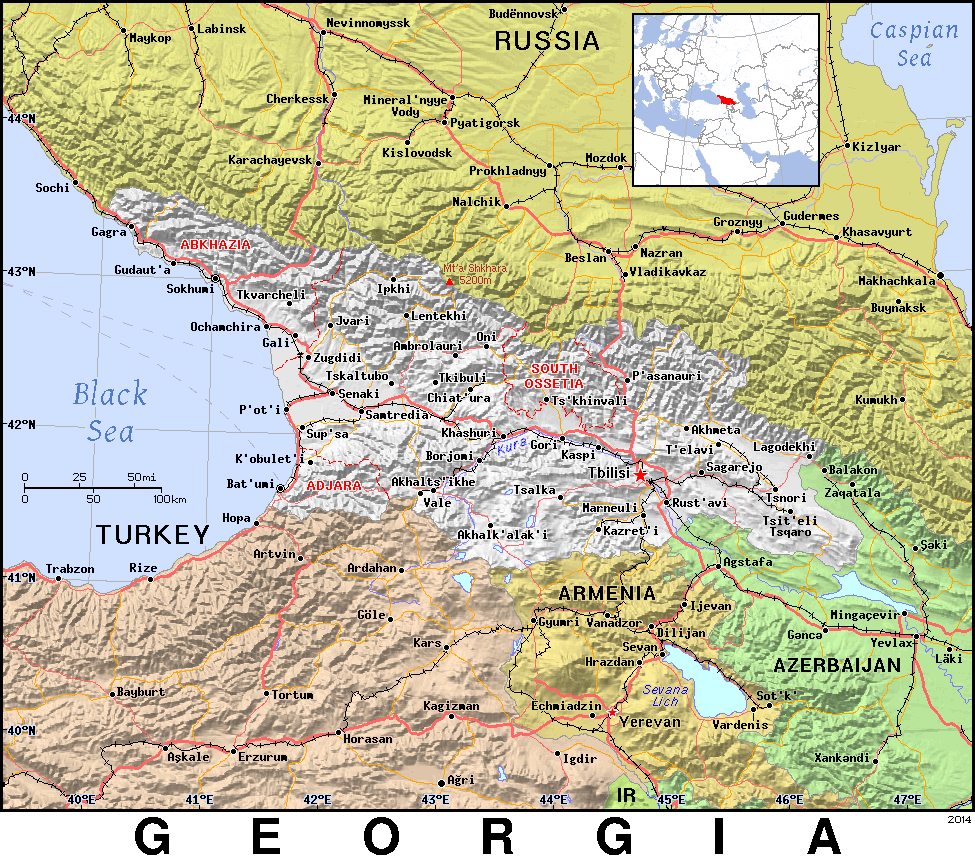 Nevinnomyssk
Budënnovsk
Maykop
Labinsk
RUSSIA
Caspian
Sea
Cherkessk
Mineral'nyye
Vody
Pyatigorsk
44°N
Kislovodsk
Karachayevsk
Mozdok
Kizlyar
Prokhladnyy
Sochi
Nalchik
Gudermes
Groznyy
Gagra
ABKHAZIA
Khasavyurt
Nazran
Beslan
43°N
Gudaut'a
Mt'a Shkhara
5200m
Vladikavkaz
Makhachkala
Sokhumi
Ipkhi
Tkvarcheli
Buynaksk
Lentekhi
Ochamchira
Jvari
Oni
Gali
Ambrolauri
Zugdidi
SOUTH
OSSETIA
Tskaltubo
Tkibuli
P'asanauri
Black
Sea
Senaki
Chiat'ura
Ts'khinvali
Kumukh
P'ot'i
Samtredia
42°N
Sup'sa
Khashuri
Akhmeta
Kura
Gori
T'elavi
Lagodekhi
K'obulet'i
Borjomi
Kaspi
Tbilisi
Sagarejo
Balakən
0 50mi
0 50 100km
Bat'umi
ADJARA
Akhalts'ikhe
Vale
Tsalka
Tsnori
Zaqatala
Rust'avi
Marneuli
Tsit'eli
Tsqaro
Hopa
TURKEY
Akhalk'alak'i
Kazret'i
Şəki
Artvin
41°N
Trabzon
Rize
Ardahan
Agstafa
ARMENIA
Ijevan
Göle
Gyumri
Vanadzor
Mingəçevir
Dilijan
Gəncə
Yevlax
Kars
Sevan
Hrazdan
AZERBAIJAN
Läki
Sevana
Lich
Bayburt
Tortum
Sot'k'
Kagizman
Echmiadzin
Yerevan
Vardenis
40°N
Horasan
Aşkale
Erzurum
Igdir
Xankəndi
Ağri
IR
40°E
41°E
42°E
43°E
44°E
45°E
46°E
47°E
2014
GEORGIA